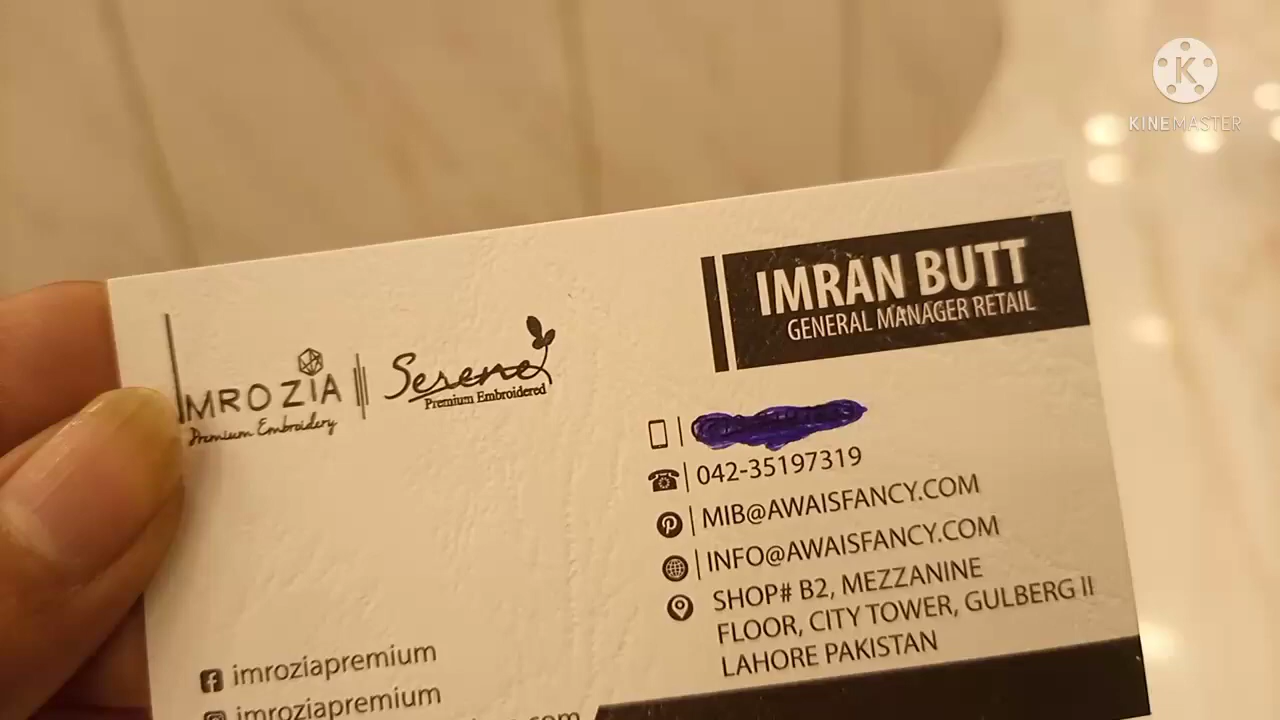 KINEMASTER
IMRAN BUTT
GENERAL MANAGER RETAIL
IMROZIA
Premium Embroidery
Serene
Premium Embroidered
042-35197319
MIB@AWAISFANCY.COM
INFO@AWAISFANCY.COM
SHOP# B2, MEZZANINE
FLOOR, CITY TOWER, GULBERG II
LAHORE PAKISTAN
imroziapremium
imroziapremium